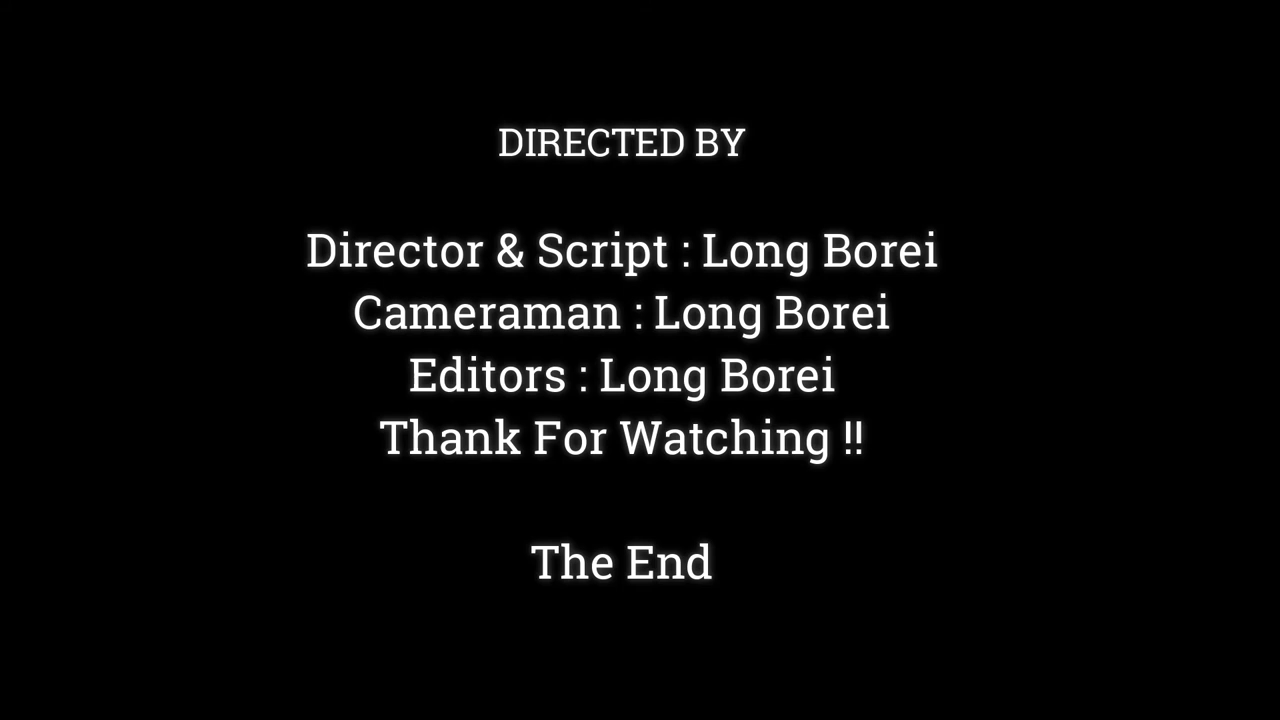 DIRECTED BY
Director & Script : Long Borei
Cameraman : Long Borei
Editors : Long Borei
Thank For Watching !!
The End